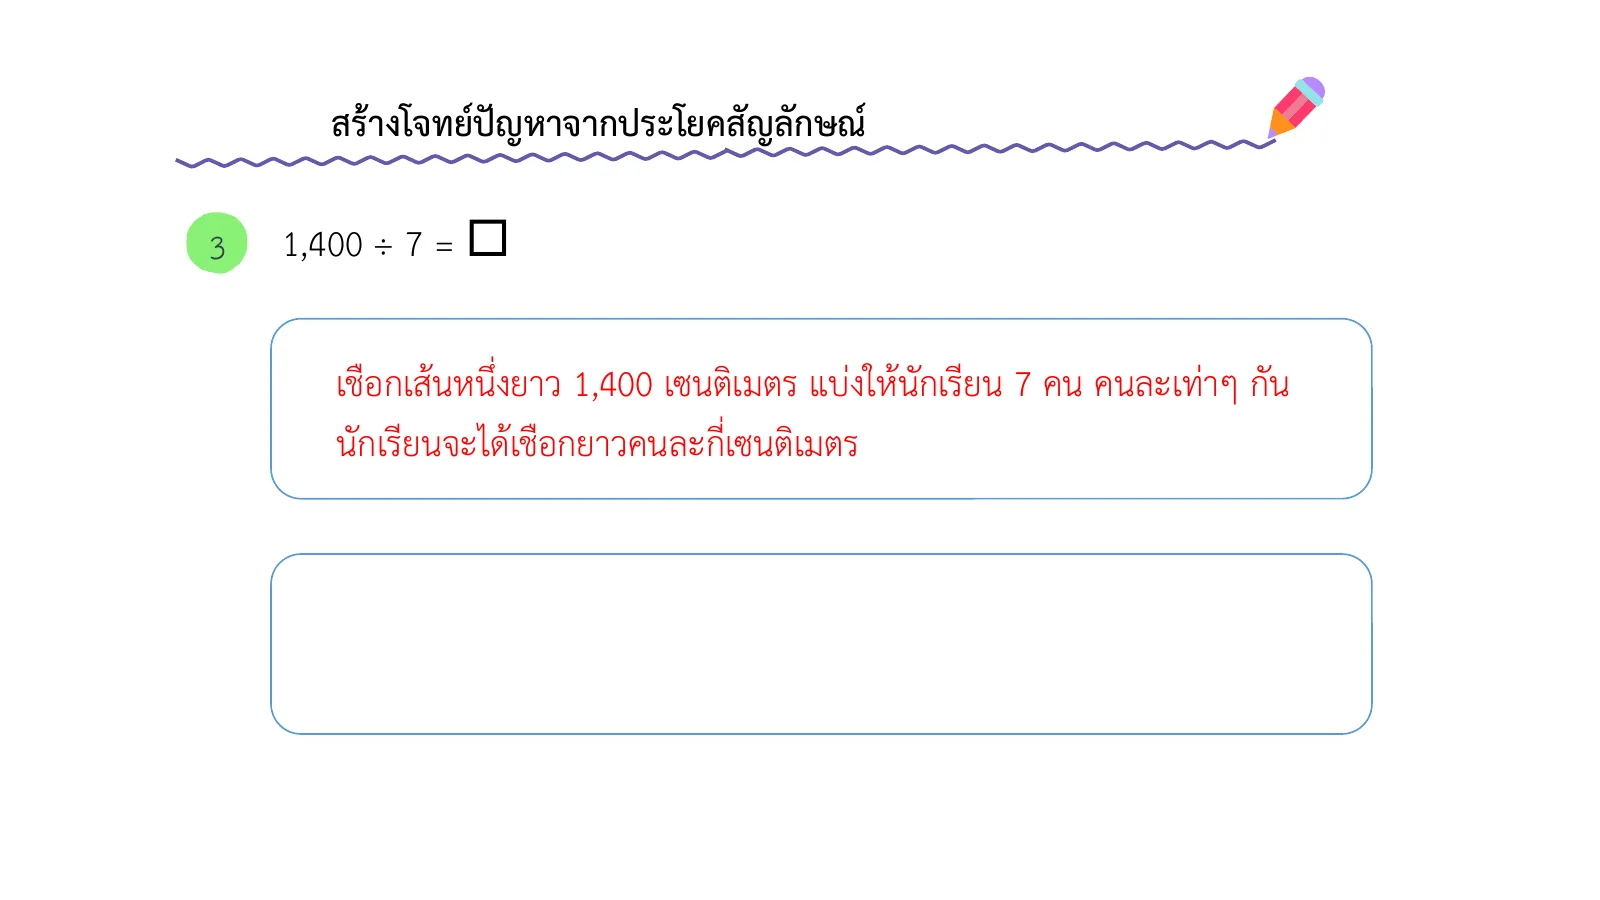 สร้างโจทย์ปัญหาจากประโยคสัญลักษณ์
3 1,400 ÷ 7 = □
เชือกเส้นหนึ่งยาว 1,400 เซนติเมตร แบ่งให้นักเรียน 7 คน คนละเท่าๆ กัน
นักเรียนจะได้เชือกยาวคนละกี่เซนติเมตร